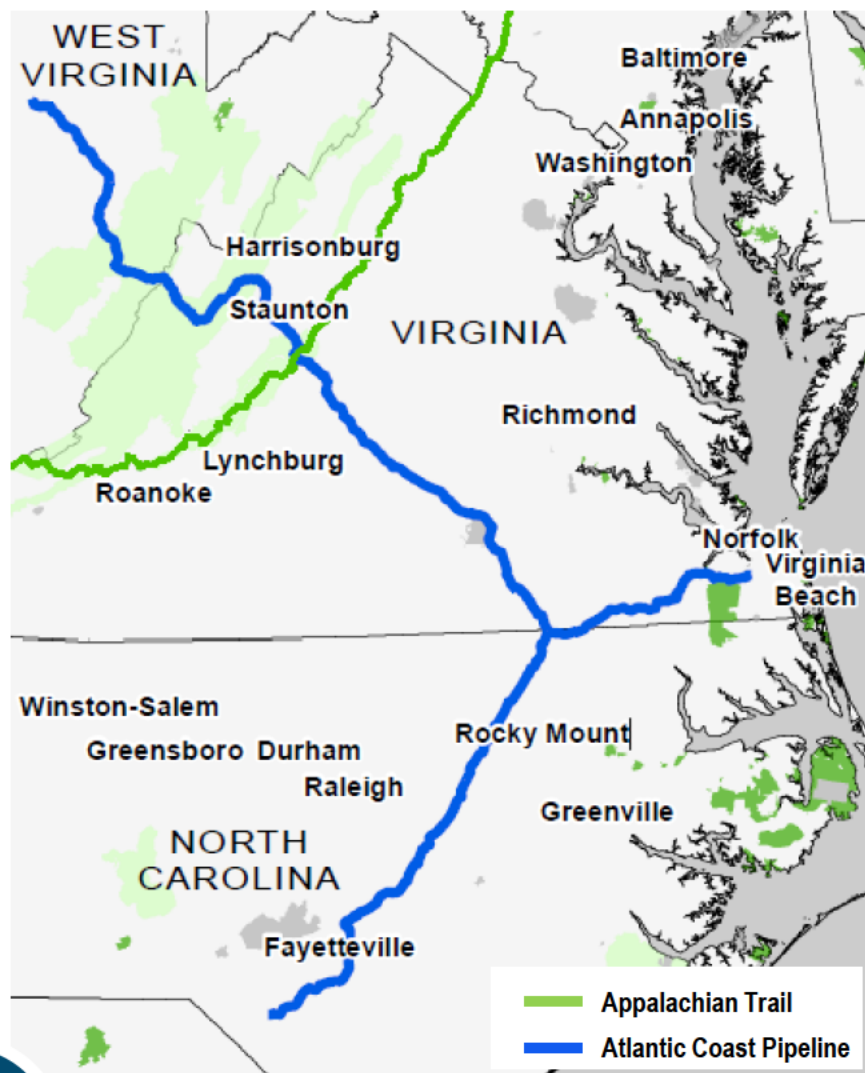 WEST
VIRGINIA
Baltimore
Annapolis
Washington
Harrisonburg
Staunton
VIRGINIA
Richmond
Lynchburg
Roanoke
Norfolk
Virginia
Beach
Winston-Salem
Rocky Mount
Greensboro Durham
Raleigh
Greenville
NORTH
CAROLINA
Fayetteville
Appalachian Trail
Atlantic Coast Pipeline